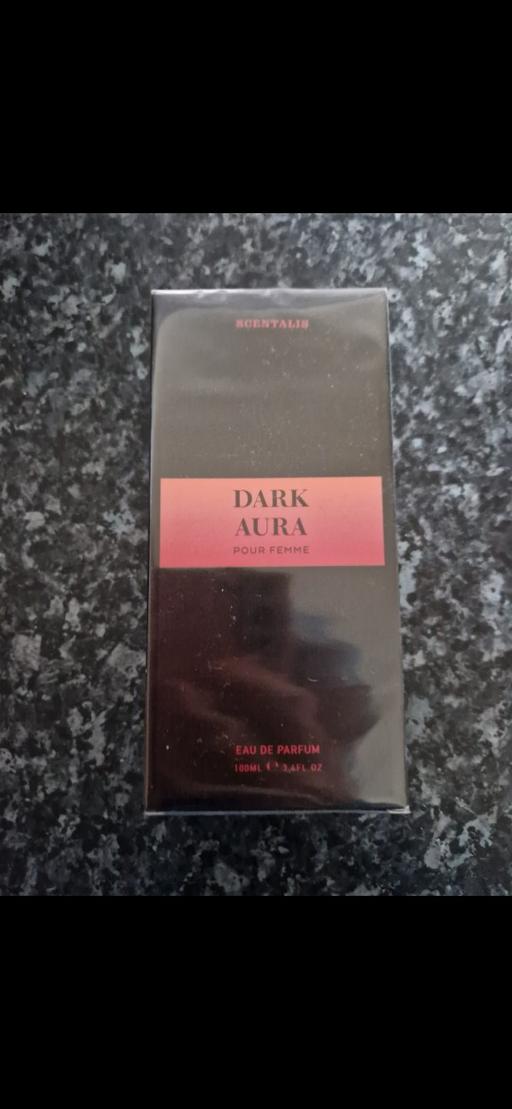 SCENTALIS
DARK
AURA
POUR FEMME
EAU DE PARFUM
100ML ℮ 3.4FL.OZ